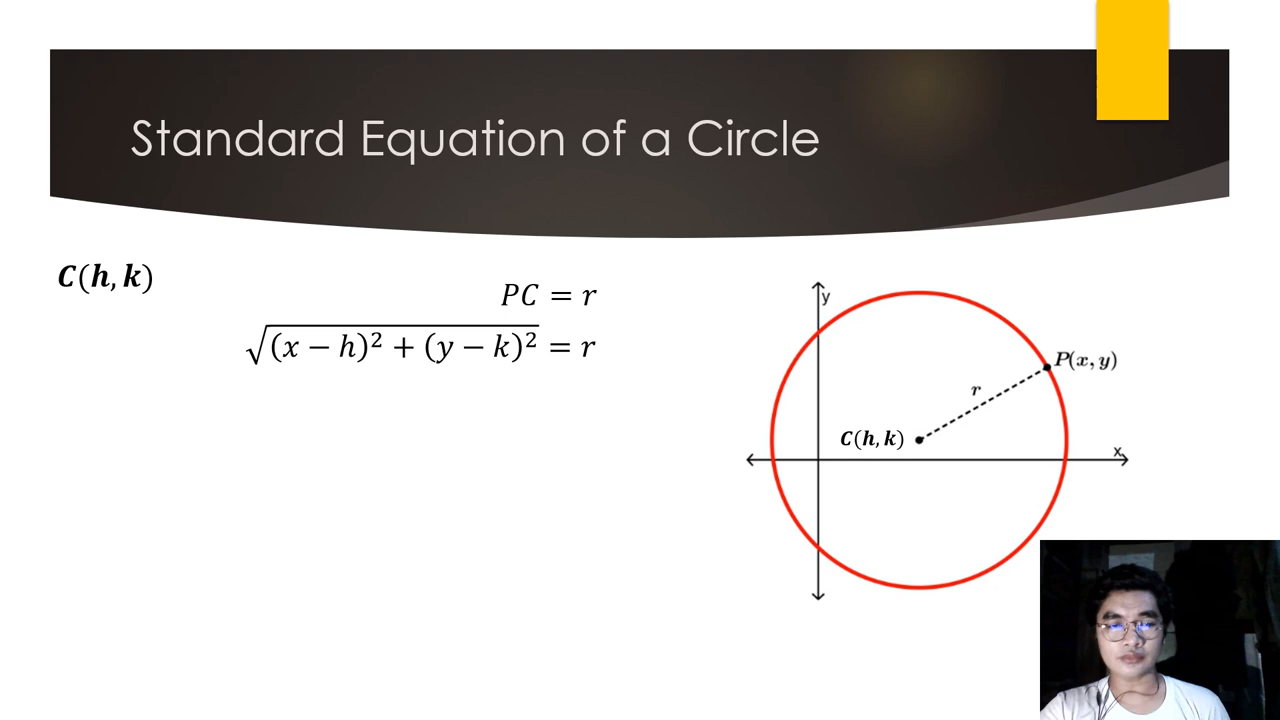 Standard Equation of a Circle
C(h, k)
PC = r
√(x − h)² + (y − k)² = r
y
P(x, y)
r
C(h, k)
x